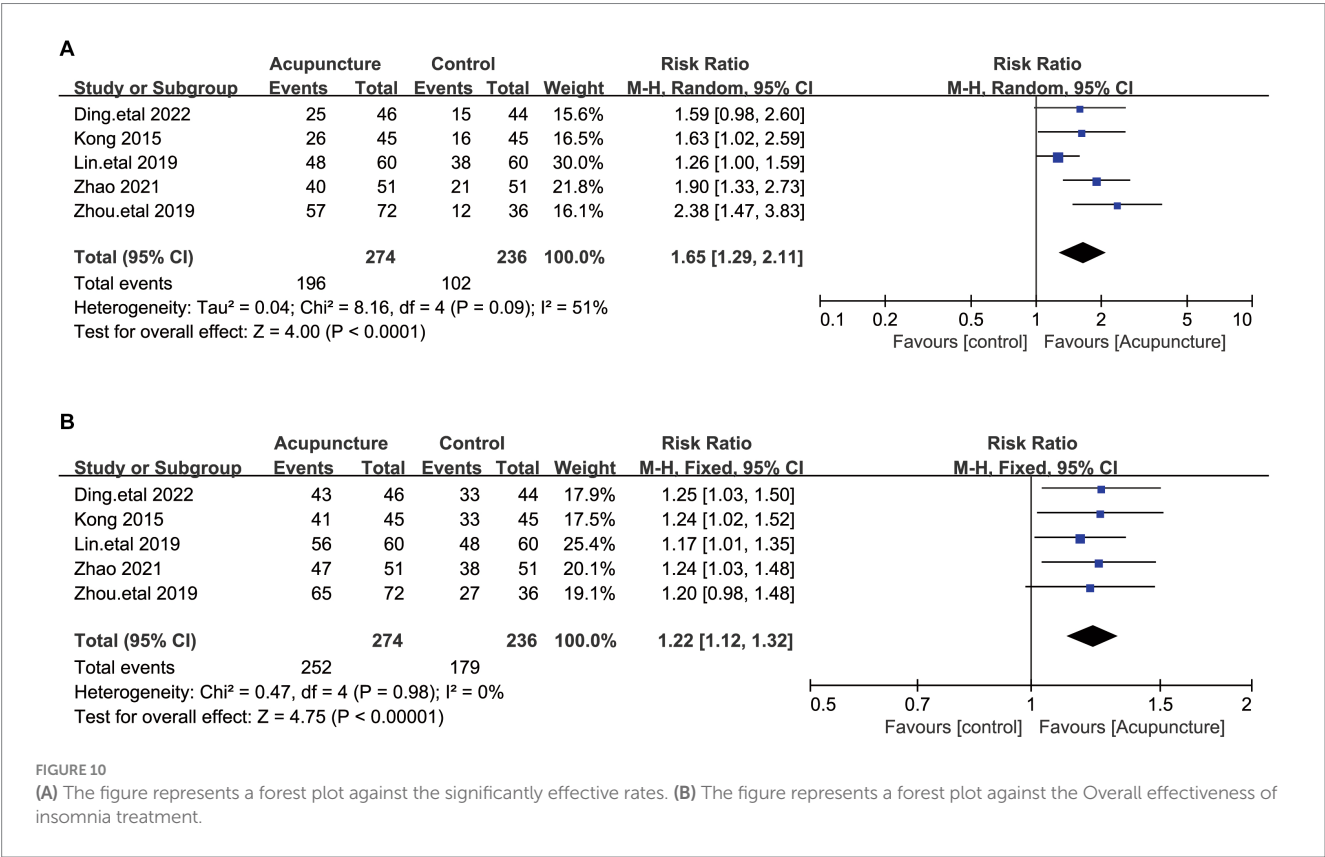 A
Acupuncture Control Risk Ratio Risk Ratio
Study or Subgroup Events Total Events Total Weight M-H, Random, 95% CI M-H, Random, 95% CI
Ding.etal 2022 25 46 15 44 15.6% 1.59 [0.98, 2.60]
Kong 2015 26 45 16 45 16.5% 1.63 [1.02, 2.59]
Lin.etal 2019 48 60 38 60 30.0% 1.26 [1.00, 1.59]
Zhao 2021 40 51 21 51 21.8% 1.90 [1.33, 2.73]
Zhou.etal 2019 57 72 12 36 16.1% 2.38 [1.47, 3.83]
Total (95% CI) 274 236 100.0% 1.65 [1.29, 2.11]
Total events 196 102
Heterogeneity: Tau² = 0.04; Chi² = 8.16, df = 4 (P = 0.09); I² = 51%
Test for overall effect: Z = 4.00 (P < 0.0001)
0.1 0.2 0.5 1 2 5 10
Favours [control] Favours [Acupuncture]
B
Acupuncture Control Risk Ratio Risk Ratio
Study or Subgroup Events Total Events Total Weight M-H, Fixed, 95% CI M-H, Fixed, 95% CI
Ding.etal 2022 43 46 33 44 17.9% 1.25 [1.03, 1.50]
Kong 2015 41 45 33 45 17.5% 1.24 [1.02, 1.52]
Lin.etal 2019 56 60 48 60 25.4% 1.17 [1.01, 1.35]
Zhao 2021 47 51 38 51 20.1% 1.24 [1.03, 1.48]
Zhou.etal 2019 65 72 27 36 19.1% 1.20 [0.98, 1.48]
Total (95% CI) 274 236 100.0% 1.22 [1.12, 1.32]
Total events 252 179
Heterogeneity: Chi² = 0.47, df = 4 (P = 0.98); I² = 0%
Test for overall effect: Z = 4.75 (P < 0.00001)
0.5 0.7 1 1.5 2
Favours [control] Favours [Acupuncture]
FIGURE 10
(A) The figure represents a forest plot against the significantly effective rates. (B) The figure represents a forest plot against the Overall effectiveness of
insomnia treatment.